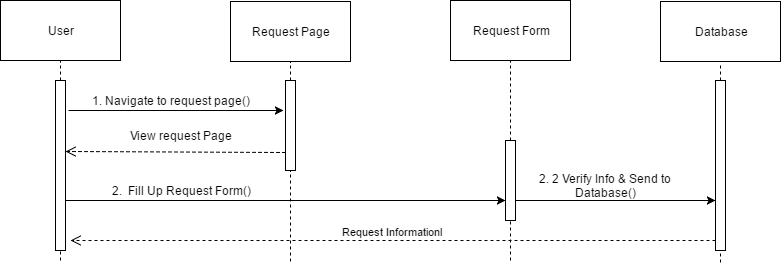 User
Request Page
Request Form
Database
1. Navigate to request page()
View request Page
2. Fill Up Request Form()
2. 2 Verify Info & Send to
Database()
Request Informationl